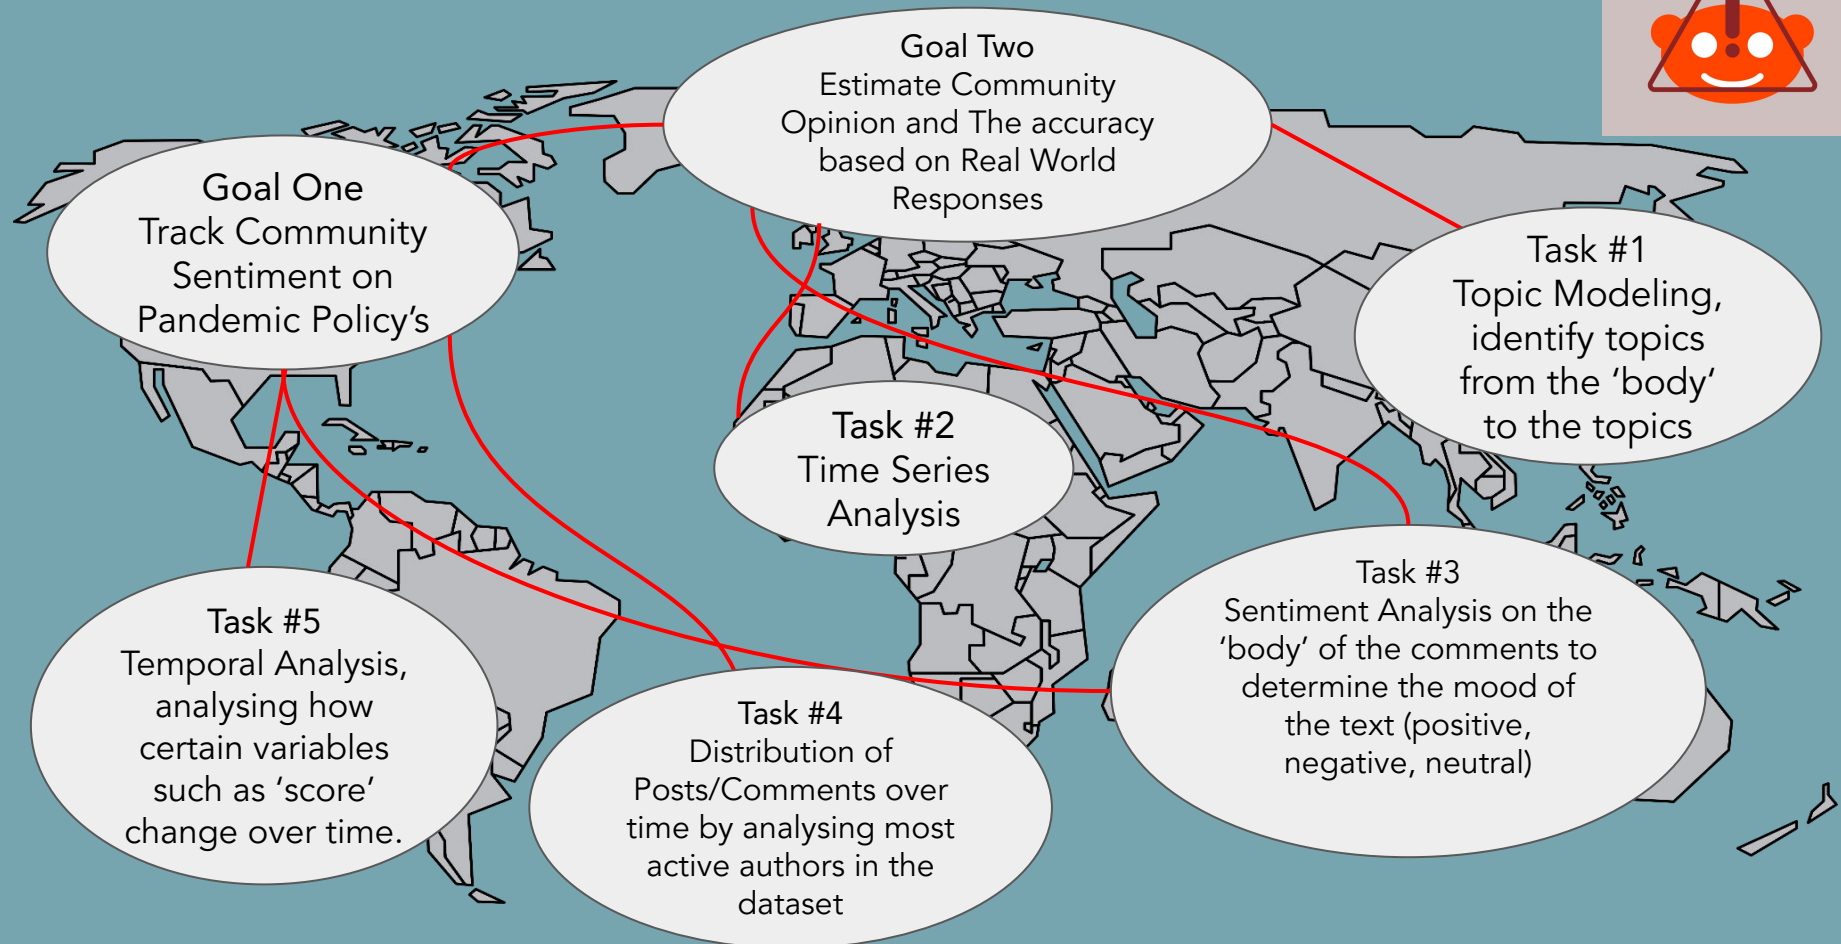 Goal Two
Estimate Community
Opinion and The accuracy
based on Real World
Responses
Goal One
Track Community
Sentiment on
Pandemic Policy’s
Task #1
Topic Modeling,
identify topics
from the ‘body‘
to the topics
Task #2
Time Series
Analysis
Task #3
Sentiment Analysis on the
‘body’ of the comments to
determine the mood of
the text (positive,
negative, neutral)
Task #5
Temporal Analysis,
analysing how
certain variables
such as ‘score’
change over time.
Task #4
Distribution of
Posts/Comments over
time by analysing most
active authors in the
dataset